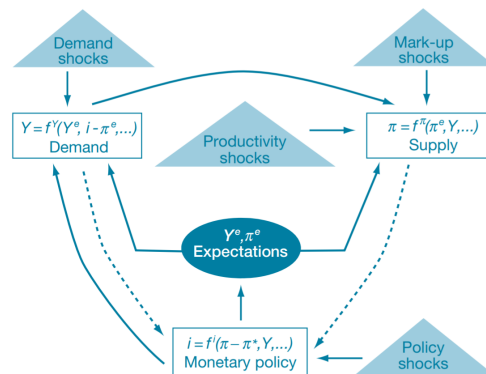 Demand
shocks
Mark-up
shocks
Y = f^Y(Y^e, i - π^e,...)
Demand
π = f^π(π^e, Y,...)
Supply
Productivity
shocks
Y^e, π^e
Expectations
i = f^i(π - π*, Y,...)
Monetary policy
Policy
shocks